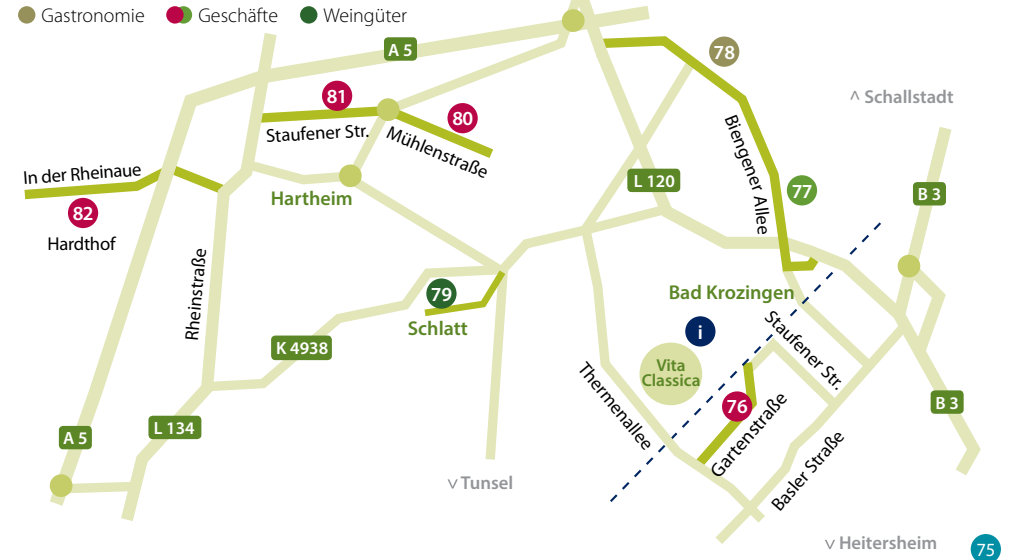 Gastronomie
Geschäfte
Weingüter
A 5
78
81
80
^ Schallstadt
Staufener Str.
Mühlenstraße
Biengener Allee
In der Rheinaue
L 120
77
B 3
82
Hartheim
Hardthof
Rheinstraße
79
Bad Krozingen
Schlatt
i
Staufener Str.
K 4938
Vita
Classica
Thermenallee
76
B 3
A 5
L 134
Gartenstraße
Basler Straße
v Tunsel
v Heitersheim
75